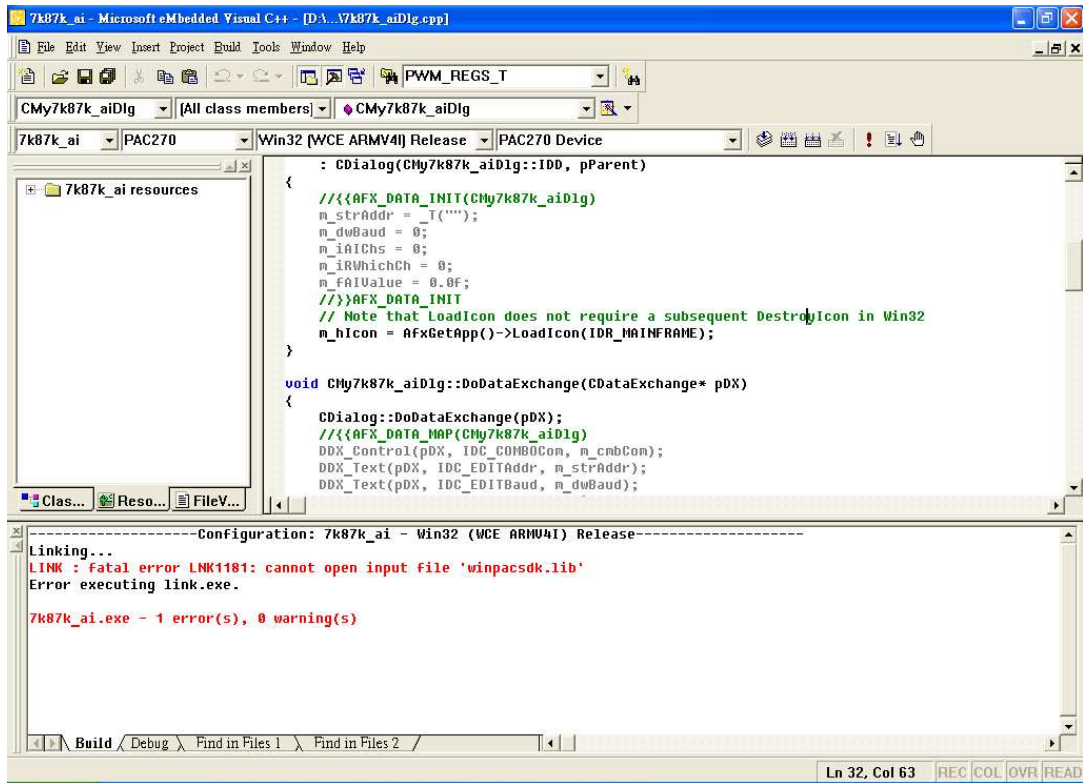 7k87k_ai - Microsoft eMbedded Visual C++ - [D:\...\7k87k_aiDlg.cpp]
File Edit View Insert Project Build Tools Window Help
PWM_REGS_T
CMy7k87k_aiDlg [All class members] CMy7k87k_aiDlg
7k87k_ai PAC270 Win32 (WCE ARMV4I) Release PAC270 Device
7k87k_ai resources
: CDialog(CMy7k87k_aiDlg::IDD, pParent)
{
//{{AFX_DATA_INIT(CMy7k87k_aiDlg)
m_strAddr = _T("");
m_dwBaud = 0;
m_iAIChs = 0;
m_iRWhichCh = 0;
m_fAIValue = 0.0f;
//}}AFX_DATA_INIT
// Note that LoadIcon does not require a subsequent DestroyIcon in Win32
m_hIcon = AfxGetApp()->LoadIcon(IDR_MAINFRAME);
}
void CMy7k87k_aiDlg::DoDataExchange(CDataExchange* pDX)
{
CDialog::DoDataExchange(pDX);
//{{AFX_DATA_MAP(CMy7k87k_aiDlg)
DDX_Control(pDX, IDC_COMBOCom, m_cmbCom);
DDX_Text(pDX, IDC_EDITAddr, m_strAddr);
DDX_Text(pDX, IDC_EDITBaud, m_dwBaud);
Clas... Reso... FileV...
--------------------Configuration: 7k87k_ai - Win32 (WCE ARMV4I) Release--------------------
Linking...
LINK : fatal error LNK1181: cannot open input file 'winpacsdk.lib'
Error executing link.exe.
7k87k_ai.exe - 1 error(s), 0 warning(s)
Build Debug Find in Files 1 Find in Files 2
Ln 32, Col 63 REC COL OVR READ